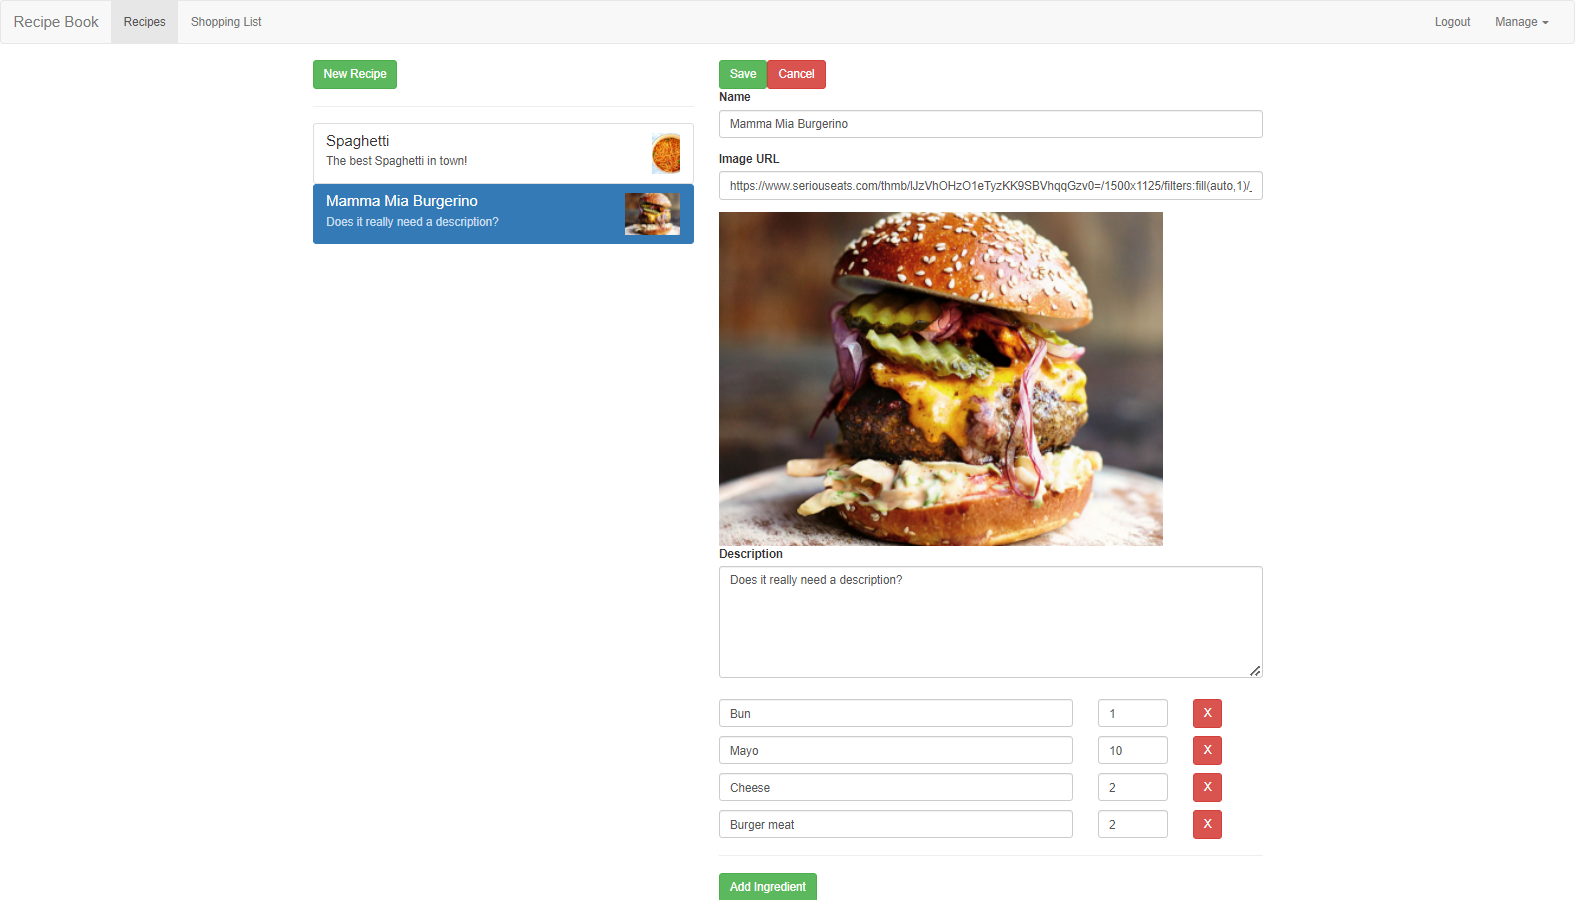 Recipe Book Recipes Shopping List Logout Manage
New Recipe
Spaghetti
The best Spaghetti in town!
Mamma Mia Burgerino
Does it really need a description?
Save Cancel
Name
Mamma Mia Burgerino
Image URL
https://www.seriouseats.com/thmb/IJzVhOHzO1eTyzKK9SBVhqqGzv0=/1500x1125/filters:fill(auto,1)/_
Description
Does it really need a description?
Bun 1 X
Mayo 10 X
Cheese 2 X
Burger meat 2 X
Add Ingredient